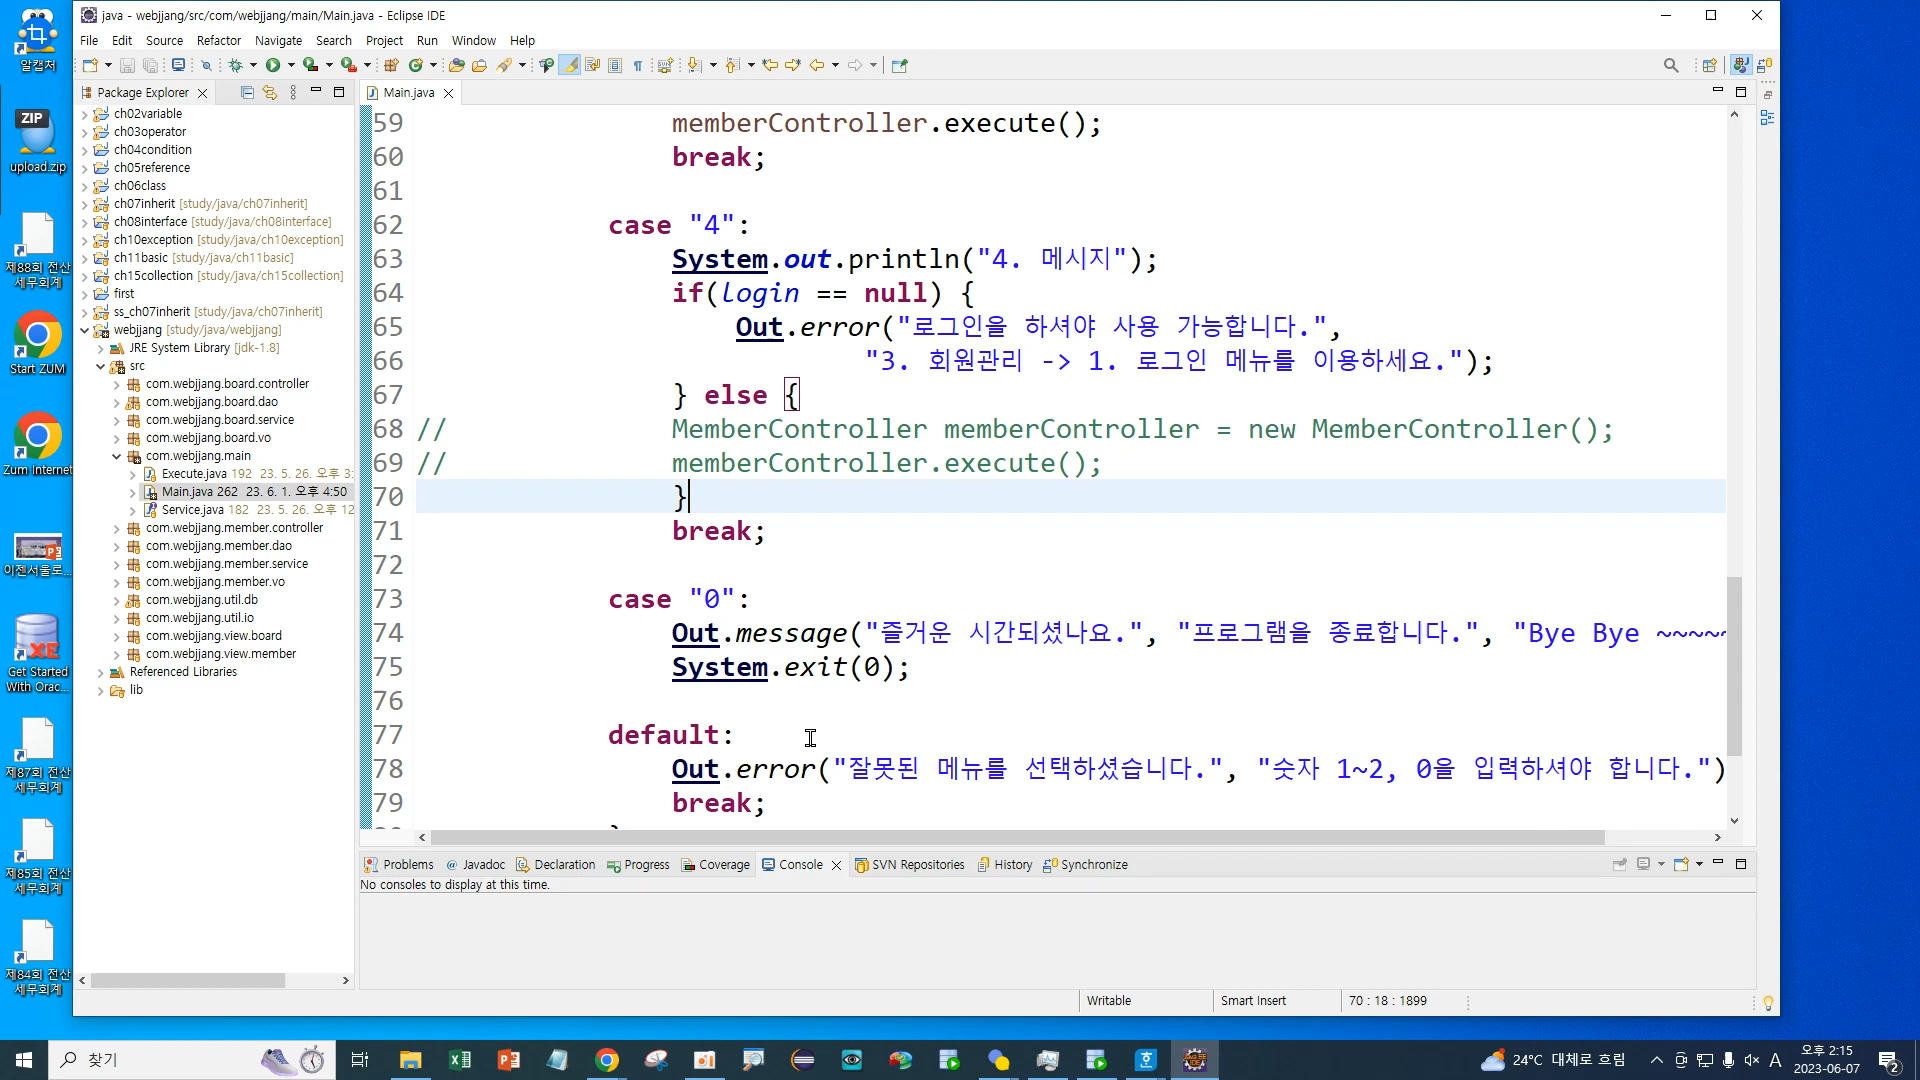 java - webjjang/src/com/webjjang/main/Main.java - Eclipse IDE
File Edit Source Refactor Navigate Search Project Run Window Help
Package Explorer
Main.java
ch02variable
ch03operator
ch04condition
ch05reference
ch06class
ch07inherit [study/java/ch07inherit]
ch08interface [study/java/ch08interface]
ch10exception [study/java/ch10exception]
ch11basic [study/java/ch11basic]
ch15collection [study/java/ch15collection]
first
ss_ch07inherit [study/java/ch07inherit]
webjjang [study/java/webjjang]
JRE System Library [jdk-1.8]
src
com.webjjang.board.controller
com.webjjang.board.dao
com.webjjang.board.service
com.webjjang.board.vo
com.webjjang.main
Execute.java 192 23. 5. 26. 오후 3:
Main.java 262 23. 6. 1. 오후 4:50
Service.java 182 23. 5. 26. 오후 12
com.webjjang.member.controller
com.webjjang.member.dao
com.webjjang.member.service
com.webjjang.member.vo
com.webjjang.util.db
com.webjjang.util.io
com.webjjang.view.board
com.webjjang.view.member
Referenced Libraries
lib
59 memberController.execute();
60 break;
61
62 case "4":
63 System.out.println("4. 메시지");
64 if(login == null) {
65 Out.error("로그인을 하셔야 사용 가능합니다.",
66 "3. 회원관리 -> 1. 로그인 메뉴를 이용하세요.");
67 } else {
68 // MemberController memberController = new MemberController();
69 // memberController.execute();
70 }
71 break;
72
73 case "0":
74 Out.message("즐거운 시간되셨나요.", "프로그램을 종료합니다.", "Bye Bye ~~~~~
75 System.exit(0);
76
77 default:
78 Out.error("잘못된 메뉴를 선택하셨습니다.", "숫자 1~2, 0을 입력하셔야 합니다.")
79 break;
Problems @ Javadoc Declaration Progress Coverage Console SVN Repositories History Synchronize
No consoles to display at this time.
Writable Smart Insert 70 : 18 : 1899
알캡처
ZIP
upload.zip
제88회 전산
세무회계
Start ZUM
Zum Internet
이젠서울로...
XE
Get Started
With Orac...
제87회 전산
세무회계
제85회 전산
세무회계
제84회 전산
세무회계
찾기
24°C 대체로 흐림
A
오후 2:15
2023-06-07
2